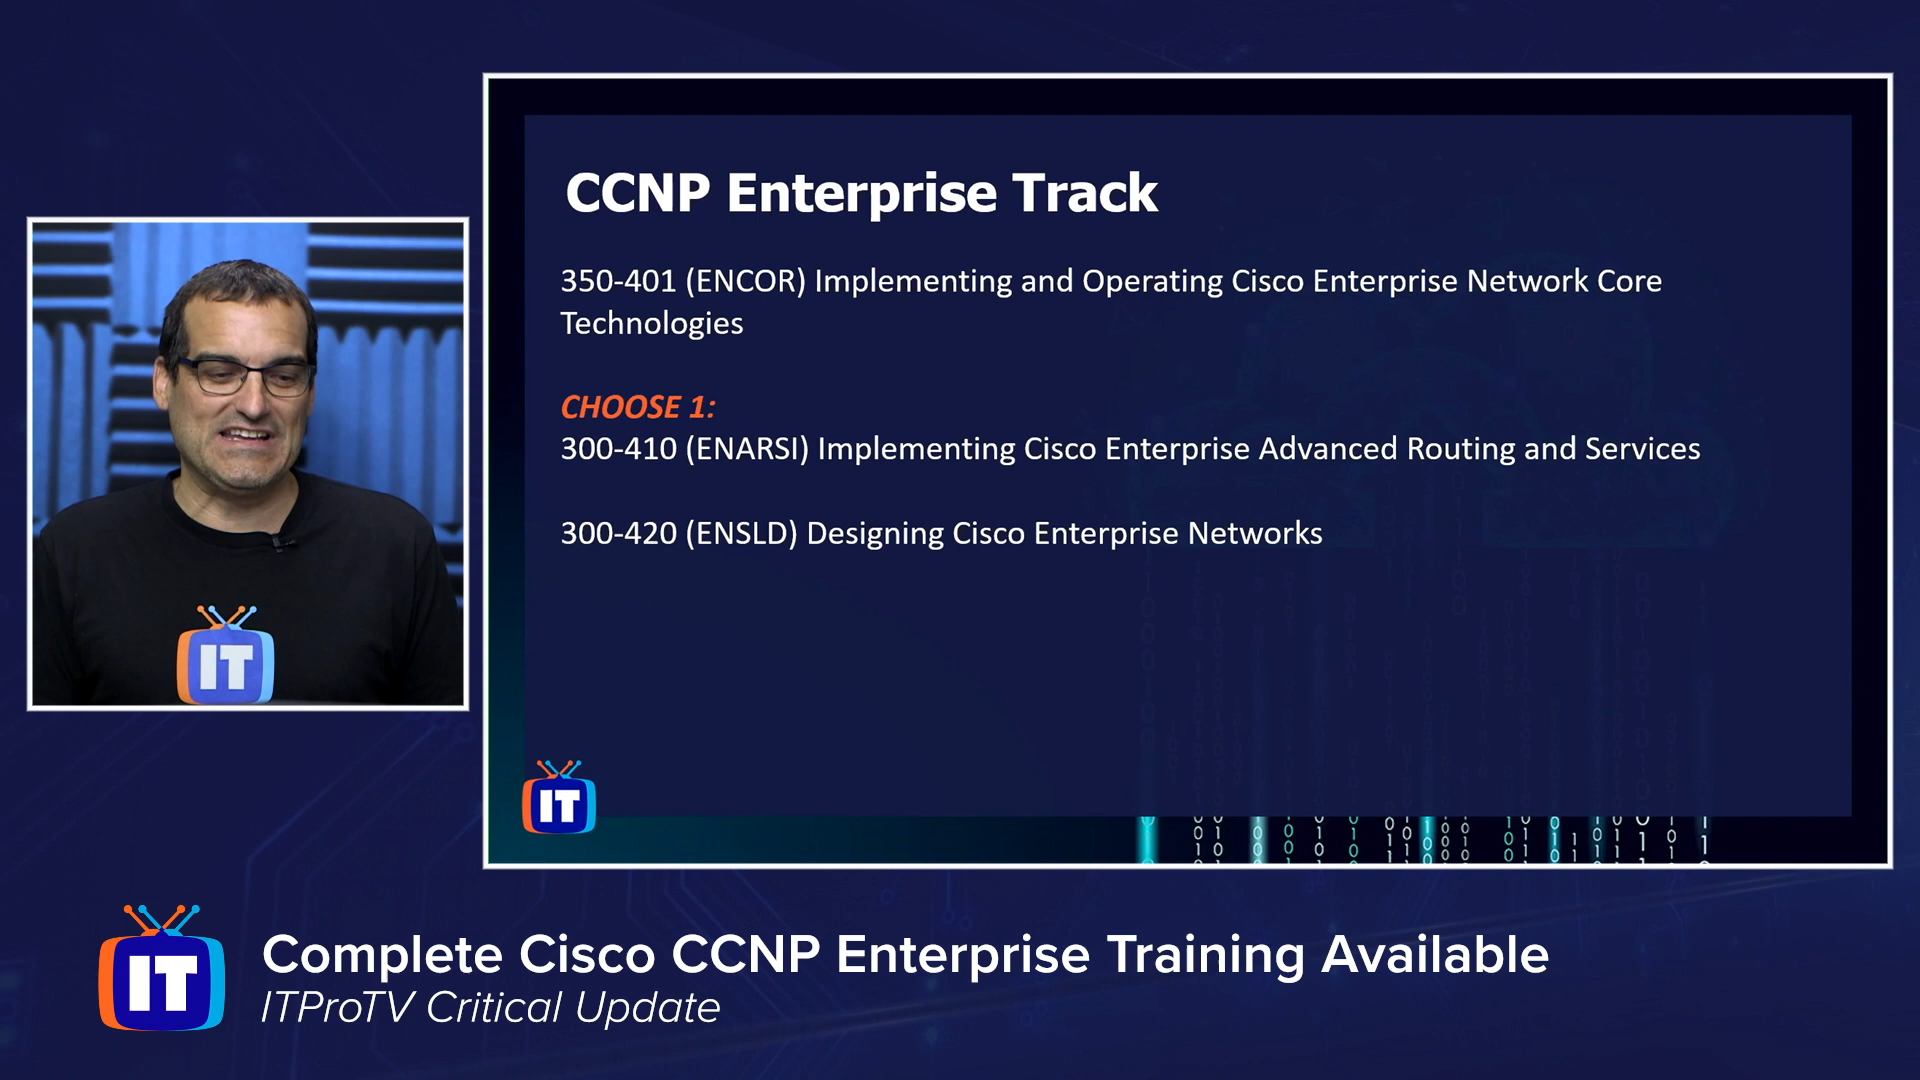 CCNP Enterprise Track
350-401 (ENCOR) Implementing and Operating Cisco Enterprise Network Core
Technologies
CHOOSE 1:
300-410 (ENARSI) Implementing Cisco Enterprise Advanced Routing and Services
300-420 (ENSLD) Designing Cisco Enterprise Networks
IT
IT
IT
Complete Cisco CCNP Enterprise Training Available
ITProTV Critical Update